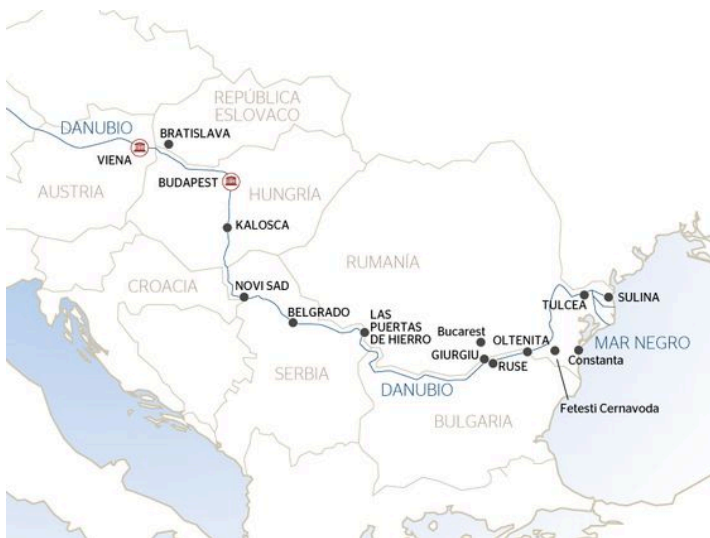 REPÚBLICA
ESLOVACO
DANUBIO
BRATISLAVA
VIENA
AUSTRIA
BUDAPEST
HUNGRÍA
KALOSCA
RUMANÍA
CROACIA
NOVI SAD
BELGRADO
LAS
PUERTAS
DE HIERRO
TULCEA
SULINA
Bucarest
OLTENITA
MAR NEGRO
GIURGIU
RUSE
Constanta
SERBIA
DANUBIO
BULGARIA
Fetesti Cernavoda